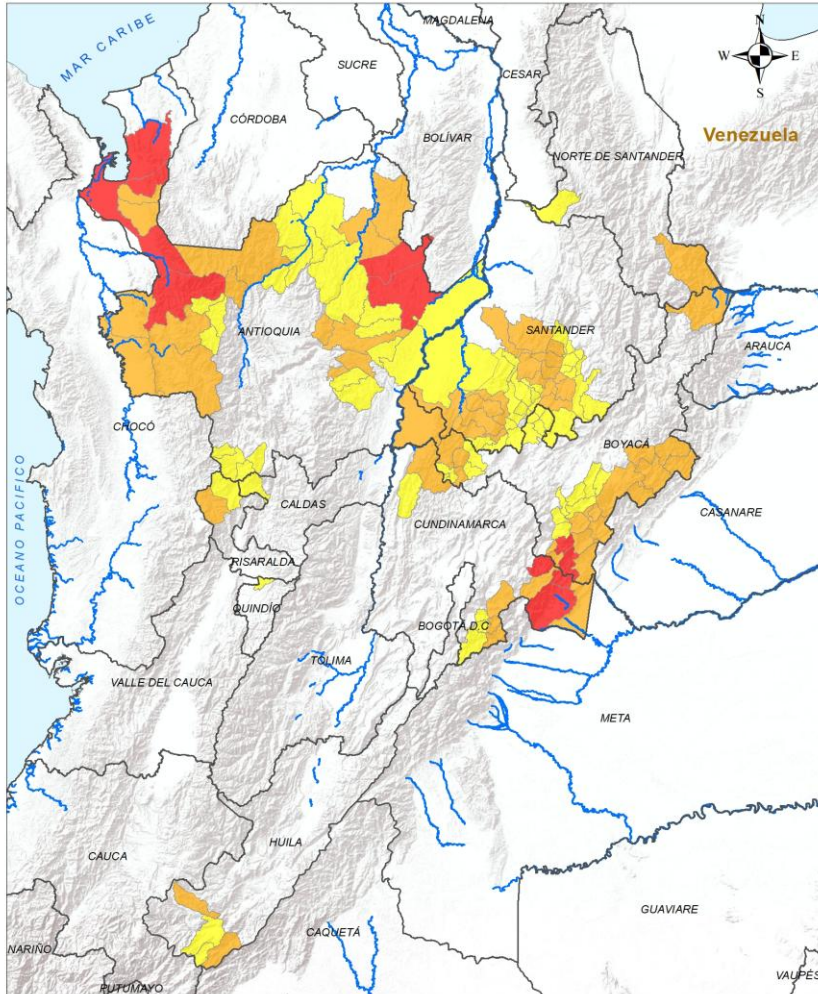 MAGDALENA
MAR CARIBE
N
W E
S
SUCRE
CESAR
CÓRDOBA
BOLÍVAR
Venezuela
NORTE DE SANTANDER
ANTIOQUIA
SANTANDER
ARAUCA
CHOCÓ
BOYACÁ
OCEANO PACIFICO
CALDAS
CASANARE
CUNDINAMARCA
RISARALDA
QUINDÍO
BOGOTÁ D.C
TOLIMA
VALLE DEL CAUCA
META
HUILA
CAUCA
GUAVIARE
CAQUETÁ
NARIÑO
VAUPÉS
PUTUMAYO